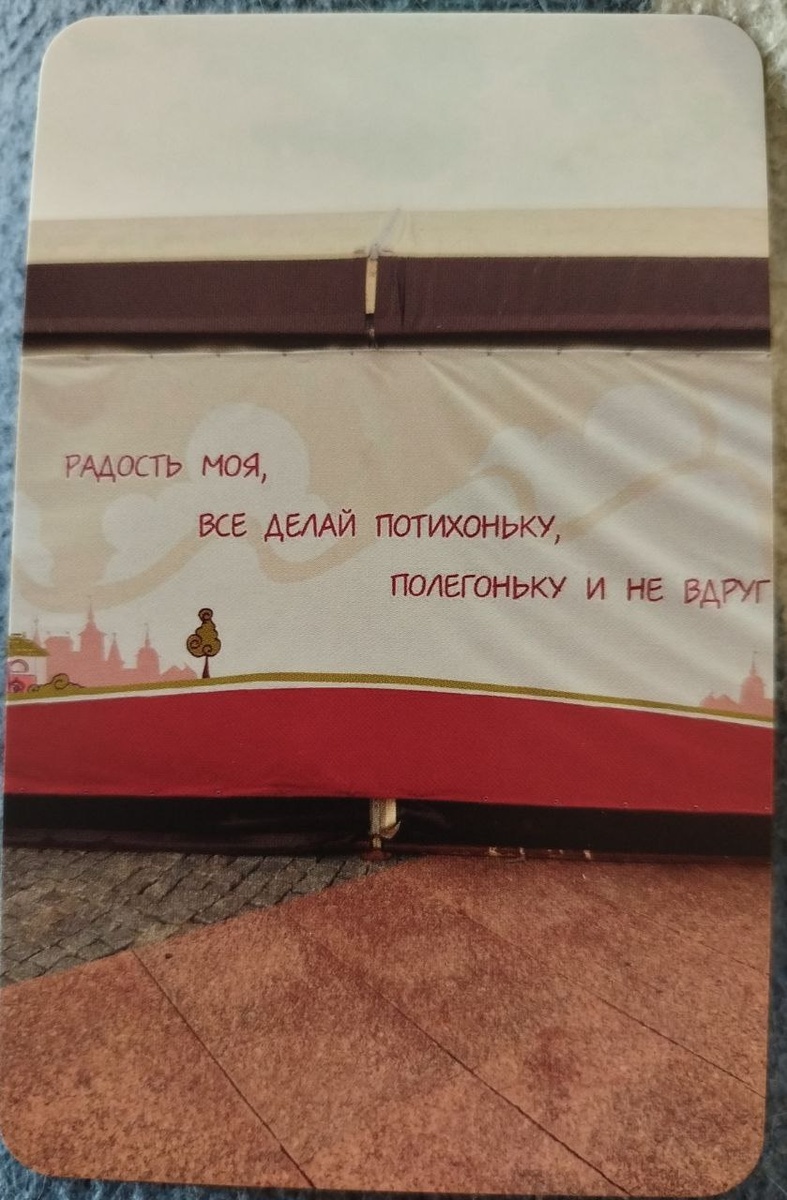 РАДОСТЬ МОЯ,
ВСЕ ДЕЛАЙ ПОТИХОНЬКУ,
ПОЛЕГОНЬКУ И НЕ ВДРУГ